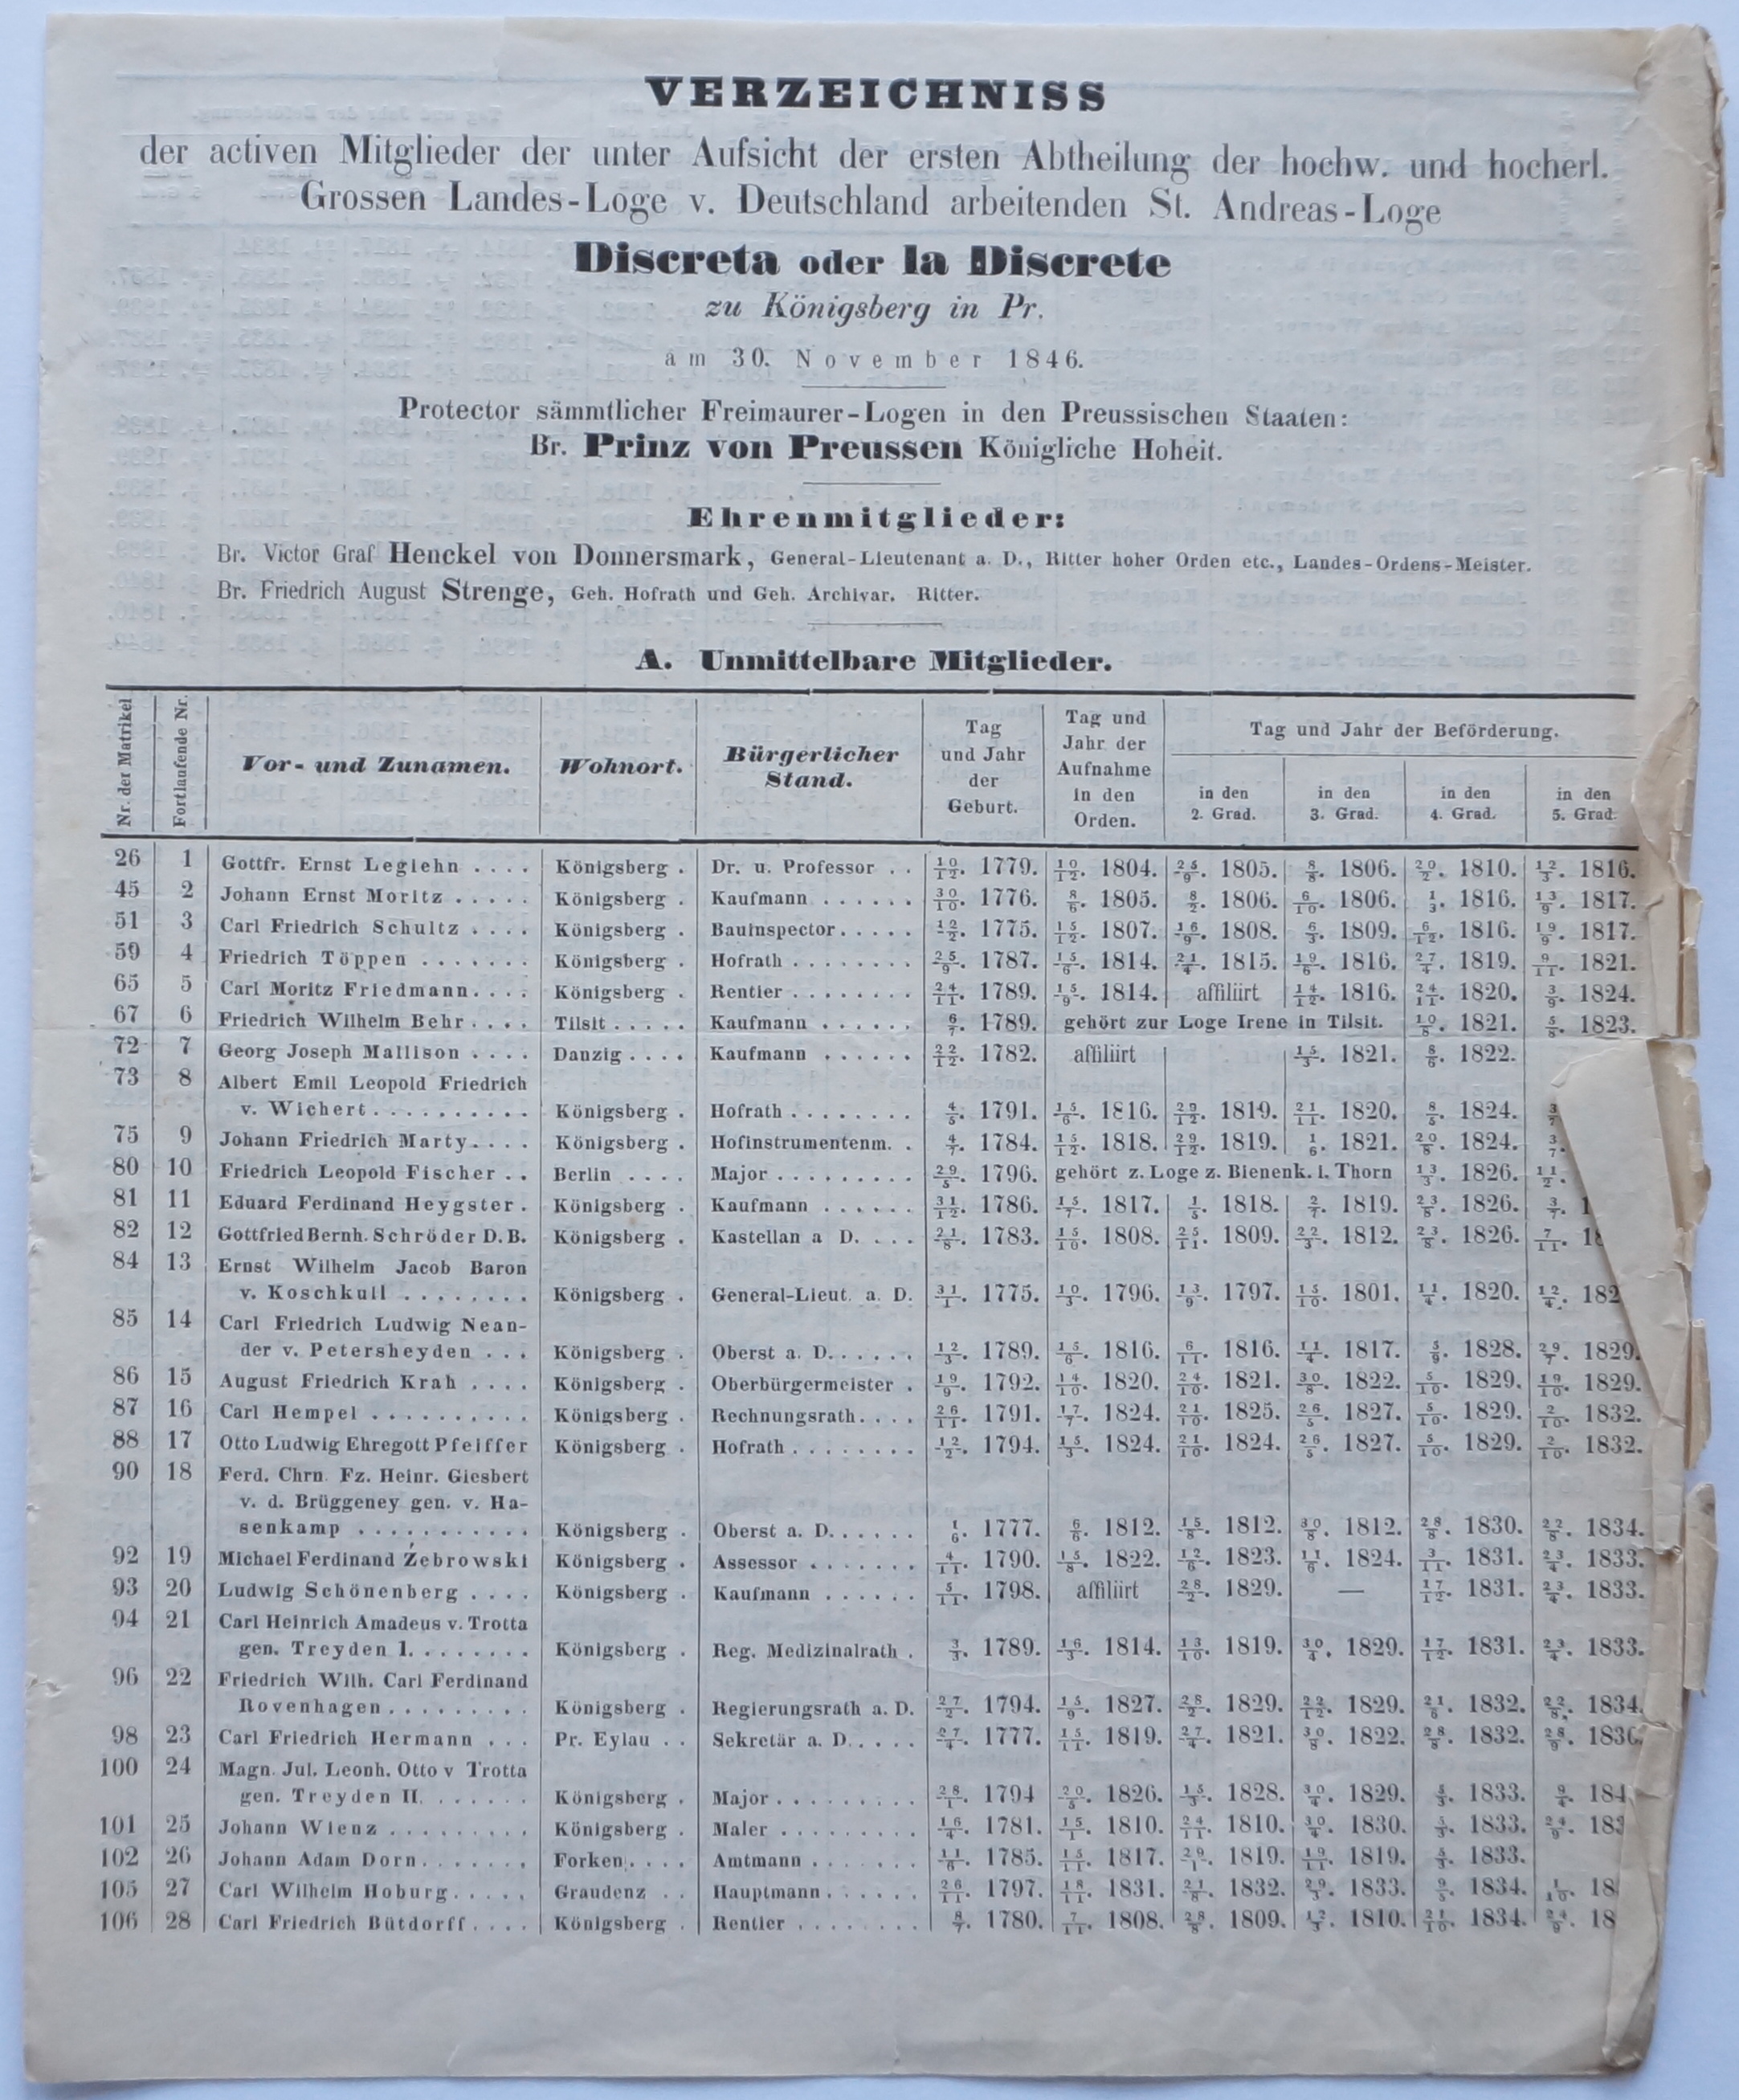 VERZEICHNISS
der activen Mitglieder der unter Aufsicht der ersten Abtheilung der hochw. und hocherl.
Grossen Landes-Loge v. Deutschland arbeitenden St. Andreas-Loge
Discreta oder la Discrete
zu Königsberg in Pr.
am 30. November 1846.
Protector sämmtlicher Freimaurer-Logen in den Preussischen Staaten:
Br. Prinz von Preussen Königliche Hoheit.
Ehrenmitglieder:
Br. Victor Graf Henckel von Donnersmark, General-Lieutenant a. D., Ritter hoher Orden etc., Landes-Ordens-Meister.
Br. Friedrich August Strenge, Geh. Hofrath und Geh. Archivar. Ritter.
A. Unmittelbare Mitglieder.
Nr. der Matrikel
Fortlaufende Nr.
Vor- und Zunamen.
Wohnort.
Bürgerlicher
Stand.
Tag
und Jahr
der
Geburt.
Tag und
Jahr der
Aufnahme
in den
Orden.
Tag und Jahr der Beförderung.
in den
2. Grad.
in den
3. Grad.
in den
4. Grad.
in den
5. Grad.
26 1 Gottfr. Ernst Legiehn .... Königsberg . Dr. u. Professor .. 10/12. 1779. 10/12. 1804. 25/9. 1805. 8/8. 1806. 20/2. 1810. 12/3. 1816.
45 2 Johann Ernst Moritz ..... Königsberg . Kaufmann ...... 30/10. 1776. 8/6. 1805. 8/2. 1806. 6/10. 1806. 1/3. 1816. 13/9. 1817.
51 3 Carl Friedrich Schultz .... Königsberg . Bauinspector..... 12/2. 1775. 15/12. 1807. 16/9. 1808. 6/3. 1809. 6/12. 1816. 19/9. 1817.
59 4 Friedrich Töppen ....... Königsberg . Hofrath ........ 25/9. 1787. 15/6. 1814. 21/4. 1815. 19/6. 1816. 27/4. 1819. 9/11. 1821.
65 5 Carl Moritz Friedmann.... Königsberg . Rentier ........ 24/11. 1789. 15/9. 1814. affiliirt 14/12. 1816. 24/11. 1820. 3/9. 1824.
67 6 Friedrich Wilhelm Behr.... Tilsit ..... Kaufmann ...... 6/7. 1789. gehört zur Loge Irene in Tilsit. 10/8. 1821. 5/8. 1823.
72 7 Georg Joseph Mallison .... Danzig .... Kaufmann ...... 22/12. 1782. affiliirt 15/3. 1821. 8/6. 1822.
73 8 Albert Emil Leopold Friedrich
v. Wichert.......... Königsberg . Hofrath ........ 4/5. 1791. 15/6. 1816. 29/12. 1819. 21/11. 1820. 8/5. 1824. 3/7
75 9 Johann Friedrich Marty.... Königsberg . Hofinstrumentenm. . 4/7. 1784. 15/12. 1818. 29/12. 1819. 1/6. 1821. 20/8. 1824. 3/7.
80 10 Friedrich Leopold Fischer .. Berlin .... Major ......... 29/5. 1796. gehört z. Loge z. Bienenk. i. Thorn 13/3. 1826. 11/2.
81 11 Eduard Ferdinand Heygster . Königsberg . Kaufmann ...... 31/12. 1786. 15/7. 1817. 1/5. 1818. 2/7. 1819. 23/8. 1826. 3/7. 1
82 12 Gottfried Bernh. Schröder D. B. Königsberg . Kastellan a D. ... 21/8. 1783. 15/10. 1808. 25/11. 1809. 22/3. 1812. 23/8. 1826. 7/11. 18
84 13 Ernst Wilhelm Jacob Baron
v. Koschkull ........ Königsberg . General-Lieut. a. D. 31/1. 1775. 10/3. 1796. 13/9. 1797. 15/10. 1801. 11/4. 1820. 12/4. 182
85 14 Carl Friedrich Ludwig Nean-
der v. Petersheyden ... Königsberg . Oberst a. D. ..... 12/3. 1789. 15/6. 1816. 6/11. 1816. 11/4. 1817. 5/9. 1828. 29/7. 1829.
86 15 August Friedrich Krah .... Königsberg . Oberbürgermeister . 19/9. 1792. 14/10. 1820. 24/10. 1821. 30/8. 1822. 5/10. 1829. 19/10. 1829.
87 16 Carl Hempel .......... Königsberg . Rechnungsrath.... 26/11. 1791. 17/7. 1824. 21/10. 1825. 26/5. 1827. 5/10. 1829. 2/10. 1832.
88 17 Otto Ludwig Ehregott Pfeiffer Königsberg . Hofrath ........ 12/2. 1794. 15/3. 1824. 21/10. 1824. 26/5. 1827. 5/10. 1829. 2/10. 1832.
90 18 Ferd. Chrn. Fz. Heinr. Giesbert
v. d. Brüggeney gen. v. Ha-
senkamp ........... Königsberg . Oberst a. D. ..... 1/6. 1777. 6/6. 1812. 15/8. 1812. 30/8. 1812. 28/8. 1830. 22/8. 1834.
92 19 Michael Ferdinand Żebrowski Königsberg . Assessor ....... 4/11. 1790. 15/8. 1822. 12/6. 1823. 11/6. 1824. 3/11. 1831. 23/4. 1833.
93 20 Ludwig Schönenberg .... Königsberg . Kaufmann ...... 5/11. 1798. affiliirt 28/2. 1829. — 17/12. 1831. 23/4. 1833.
94 21 Carl Heinrich Amadeus v. Trotta
gen. Treyden I. ....... Königsberg . Reg. Medizinalrath . 3/3. 1789. 16/3. 1814. 13/10. 1819. 30/4. 1829. 17/12. 1831. 23/4. 1833.
96 22 Friedrich Wilh. Carl Ferdinand
Rovenhagen ......... Königsberg . Regierungsrath a. D. 27/2. 1794. 15/9. 1827. 28/2. 1829. 22/12. 1829. 21/6. 1832. 22/8. 1834.
98 23 Carl Friedrich Hermann ... Pr. Eylau .. Sekretär a. D. .... 27/4. 1777. 15/11. 1819. 27/4. 1821. 30/8. 1822. 28/8. 1832. 28/9. 1836.
100 24 Magn. Jul. Leonh. Otto v Trotta
gen. Treyden II. ...... Königsberg . Major ......... 28/1. 1794 20/5. 1826. 15/3. 1828. 30/4. 1829. 5/3. 1833. 9/4. 184
101 25 Johann Wienz ......... Königsberg . Maler ......... 16/4. 1781. 15/1. 1810. 24/11. 1810. 30/4. 1830. 5/3. 1833. 24/9. 183
102 26 Johann Adam Dorn....... Forken .... Amtmann ....... 11/6. 1785. 15/11. 1817. 29/1. 1819. 19/11. 1819. 5/3. 1833.
105 27 Carl Wilhelm Hoburg..... Graudenz .. Hauptmann ...... 26/11. 1797. 18/11. 1831. 21/8. 1832. 29/3. 1833. 9/5. 1834. 1/10. 18
106 28 Carl Friedrich Bütdorff.... Königsberg . Rentier ........ 8/7. 1780. 7/11. 1808. 28/8. 1809. 12/3. 1810. 21/10. 1834. 24/9. 18